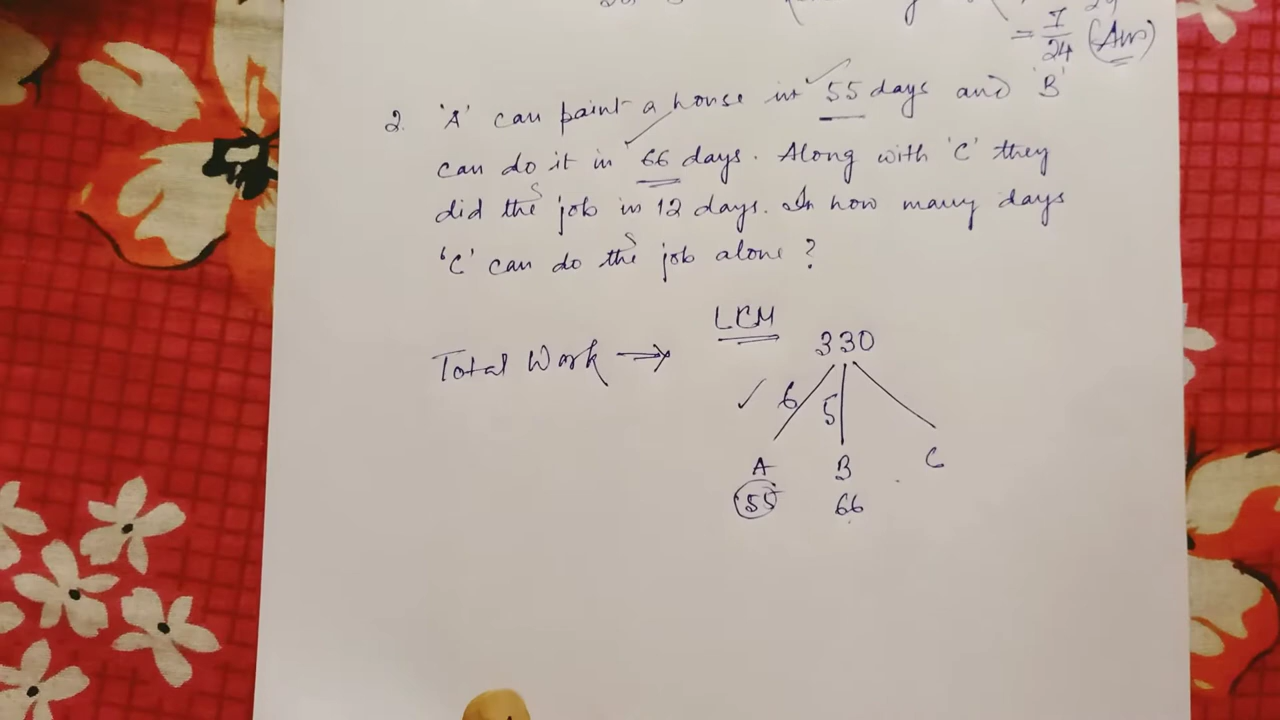 = 7/24 (Ans)
2. 'A' can paint a house in 55 days and 'B'
can do it in 66 days. Along with 'C' they
did the job in 12 days. In how many days
'C' can do the job alone ?
LCM
Total Work → 330
✓ 6 5
A B C
55 66